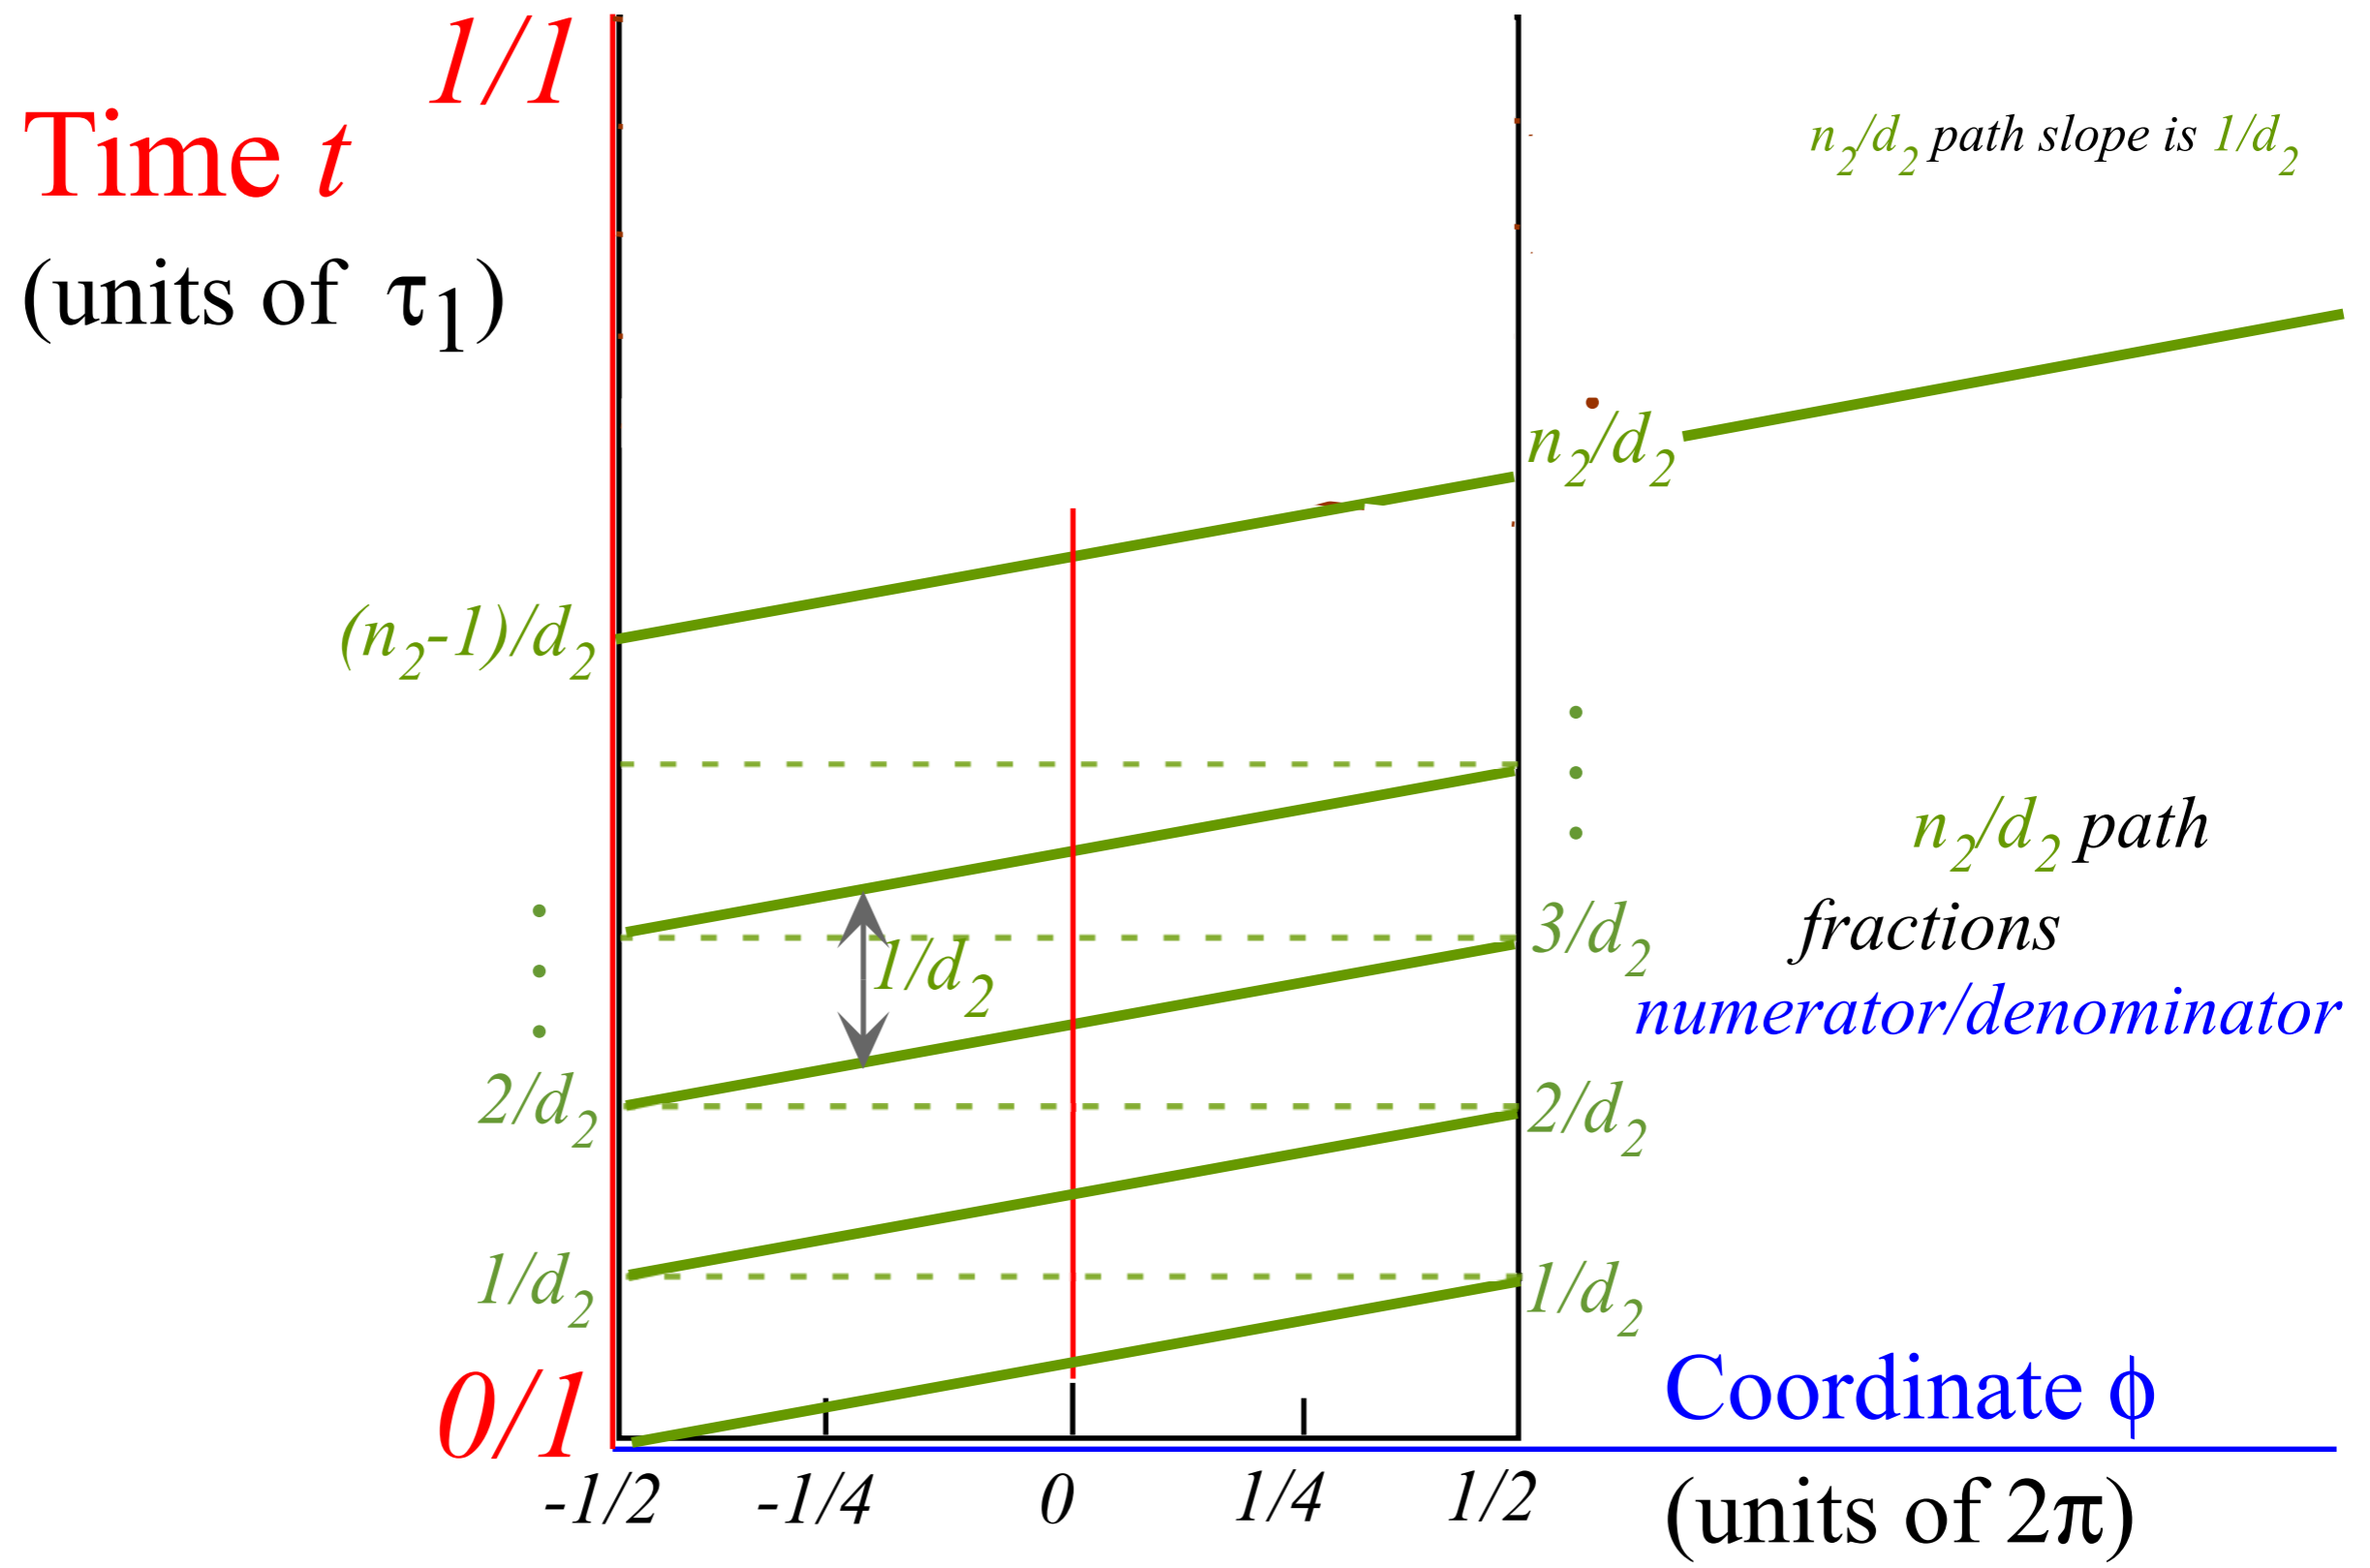 1/1
Time t
(units of τ1)
n2/d2 path slope is 1/d2
n2/d2
(n2-1)/d2
n2/d2 path
fractions
numerator/denominator
3/d2
1/d2
2/d2
2/d2
1/d2
1/d2
0/1
Coordinate ϕ
(units of 2π)
-1/2 -1/4 0 1/4 1/2